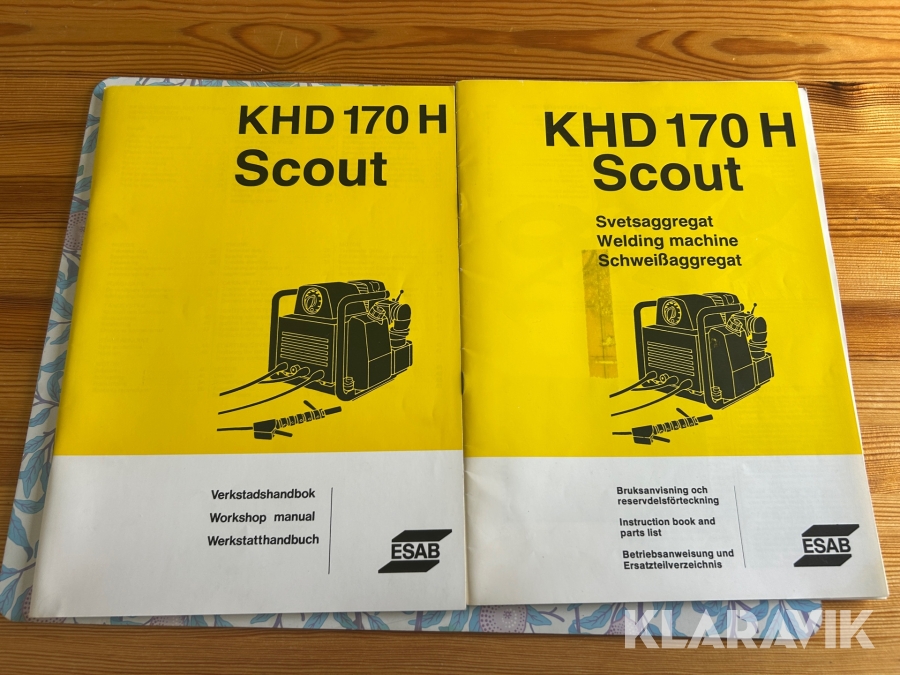 KHD 170 H
Scout
Verkstadshandbok
Workshop manual
Werkstatthandbuch
ESAB
KHD 170 H
Scout
Svetsaggregat
Welding machine
Schweißaggregat
Bruksanvisning och
reservdelsförteckning
Instruction book and
parts list
Betriebsanweisung und
Ersatzteilverzeichnis
ESAB
KLARAVIK